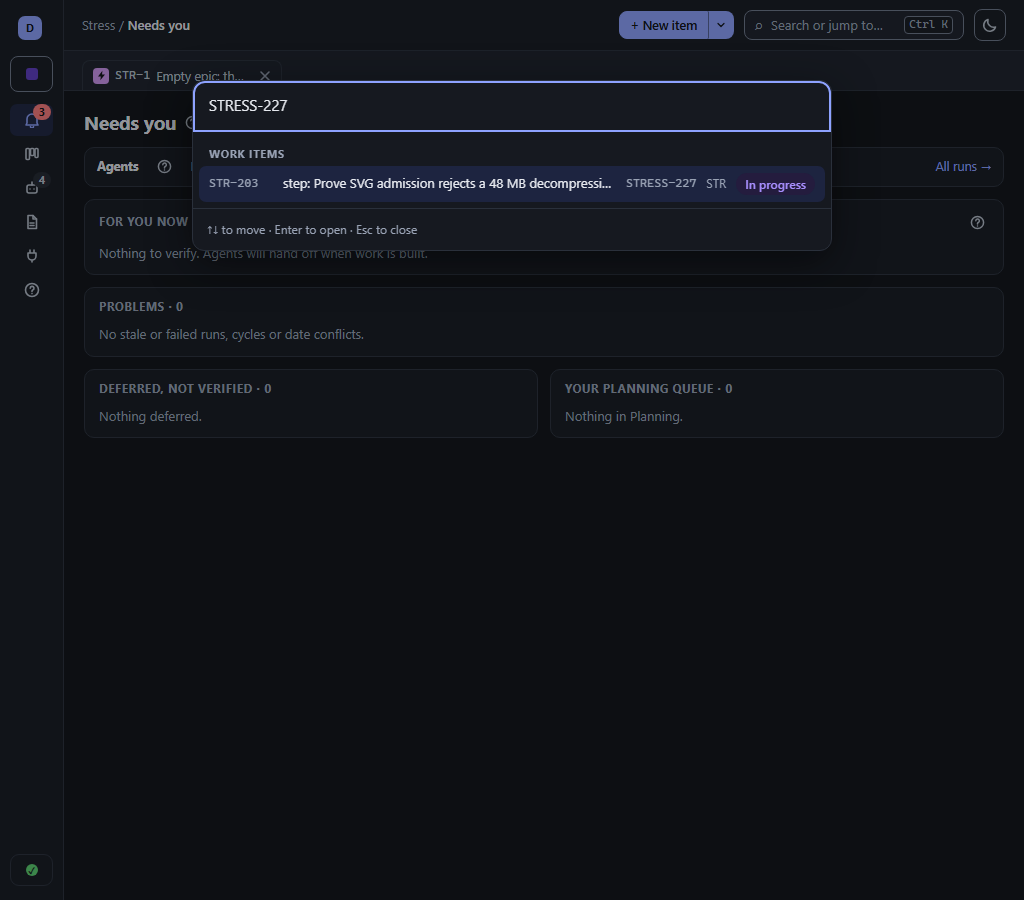 D
Stress / Needs you
+ New item
Search or jump to...
Ctrl K
3
4
STR-1 Empty epic: th...
STRESS-227
Needs you
WORK ITEMS
STR-203 step: Prove SVG admission rejects a 48 MB decompressi... STRESS-227 STR In progress
↑↓ to move · Enter to open · Esc to close
Agents
All runs →
FOR YOU NOW
Nothing to verify. Agents will hand off when work is built.
PROBLEMS · 0
No stale or failed runs, cycles or date conflicts.
DEFERRED, NOT VERIFIED · 0
Nothing deferred.
YOUR PLANNING QUEUE · 0
Nothing in Planning.